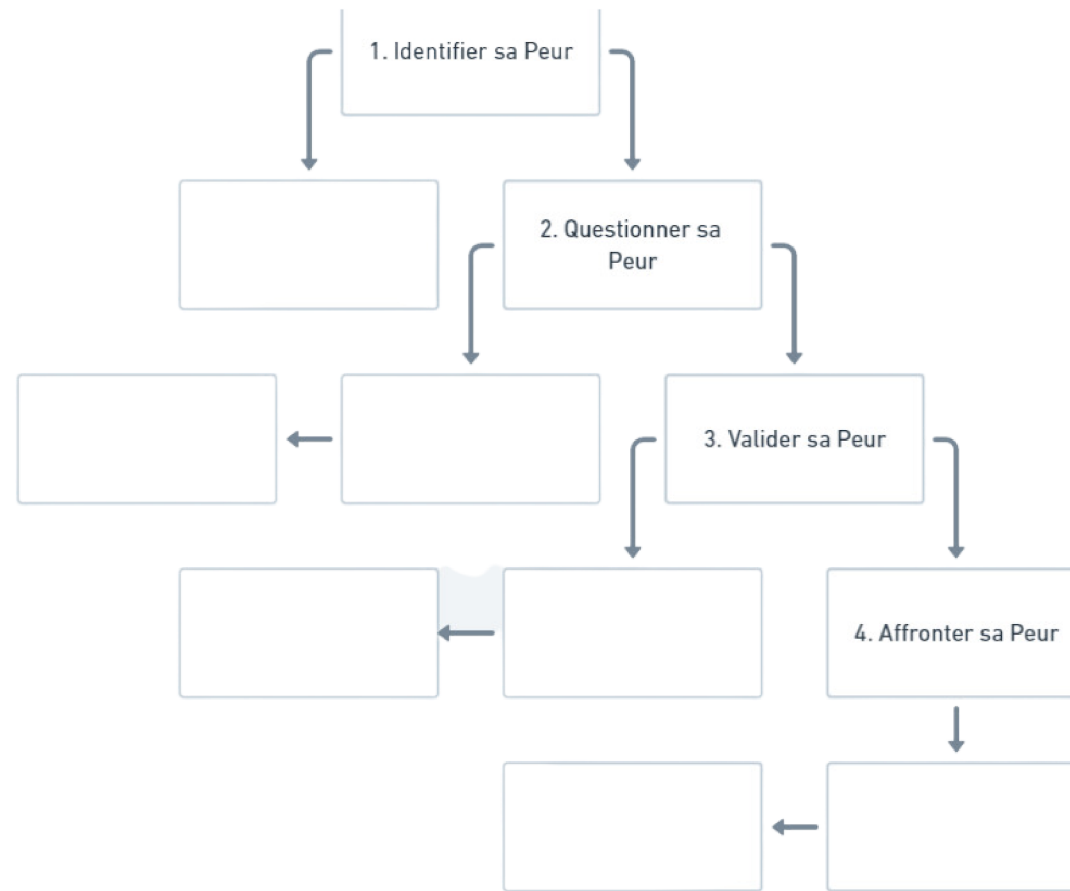 1. Identifier sa Peur
2. Questionner sa
Peur
3. Valider sa Peur
4. Affronter sa Peur